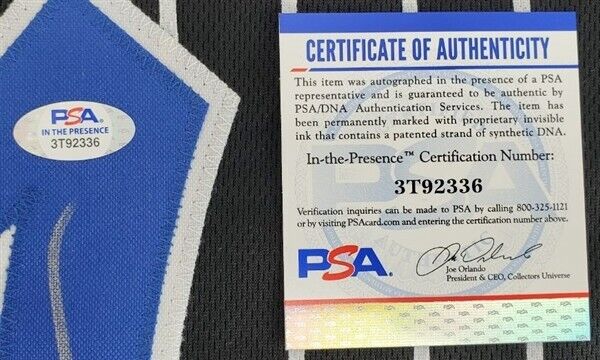 PSA
IN THE PRESENCE
3T92336
CERTIFICATE OF AUTHENTICITY
This item was autographed in the presence of a PSA
representative and is guaranteed to be authentic by
PSA/DNA Authentication Services. The item has
been permanently marked with proprietary invisible
ink that contains a patented strand of synthetic DNA.
In-the-Presence™ Certification Number:
3T92336
Verification inquiries can be made to PSA by calling 800-325-1121
or by visiting PSAcard.com and entering the certification number above.
PSA
Joe Orlando
President & CEO, Collectors Universe